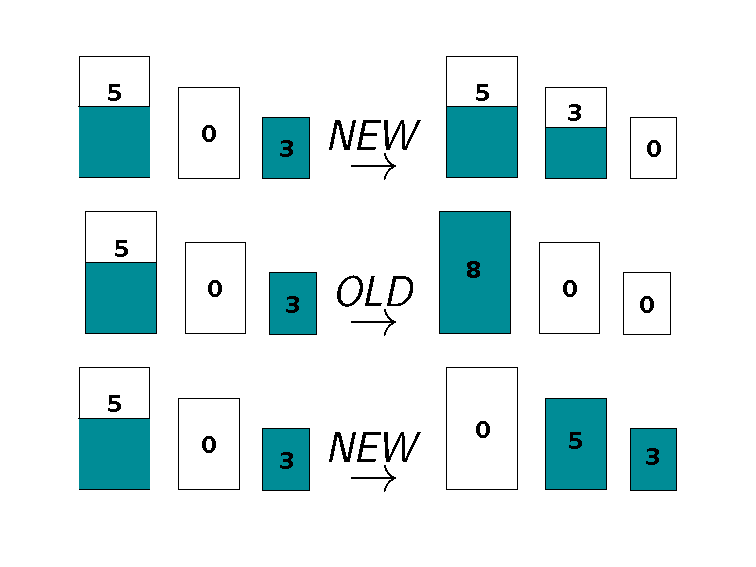 5 0 3 NEW → 5 3 0
5 0 3 OLD → 8 0 0
5 0 3 NEW → 0 5 3